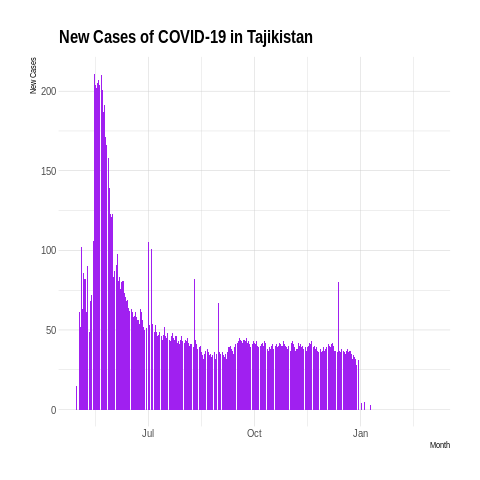 New Cases of COVID-19 in Tajikistan
New Cases
200
150
100
50
0
Jul Oct Jan
Month